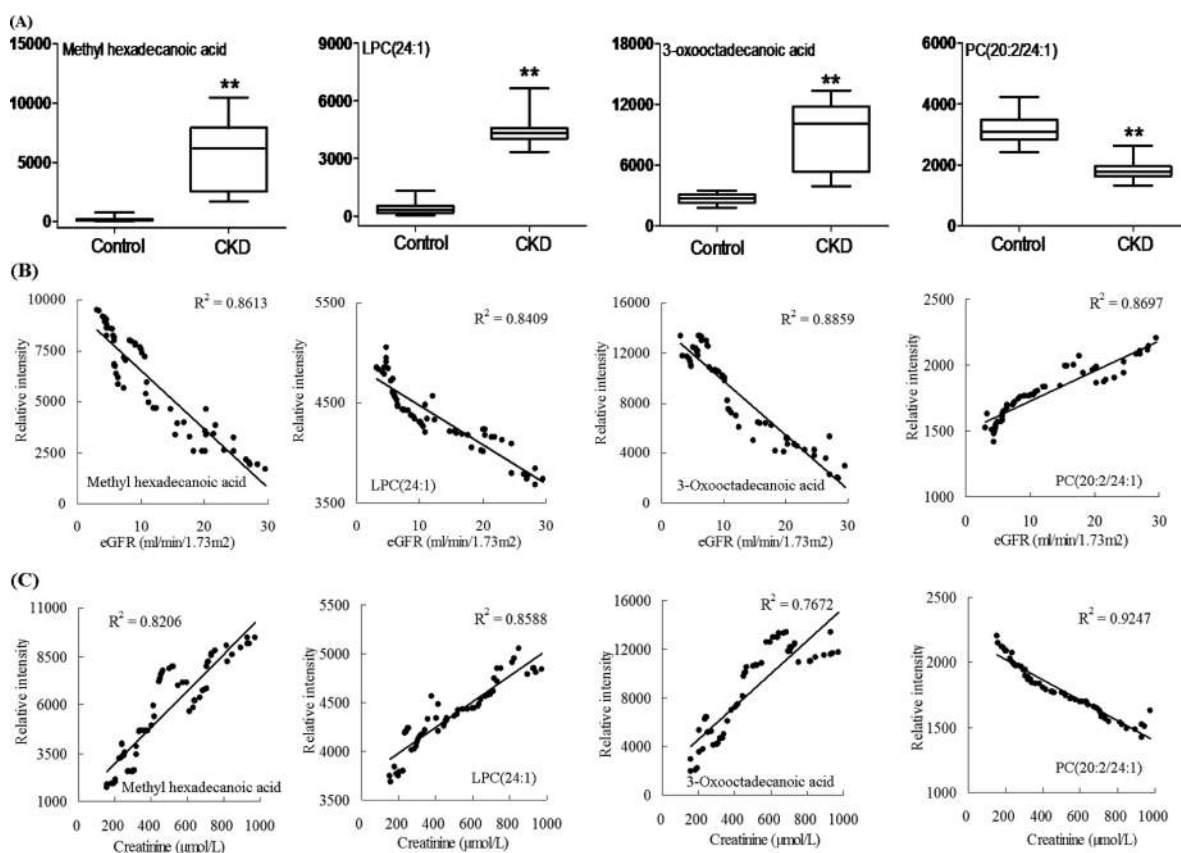 (A)
Methyl hexadecanoic acid
15000
10000
5000
0
**
Control CKD
LPC(24:1)
9000
6000
3000
0
**
Control CKD
3-oxooctadecanoic acid
18000
12000
6000
0
**
Control CKD
PC(20:2/24:1)
6000
4000
2000
0
**
Control CKD
(B)
Relative intensity
10000
7500
5000
2500
0
R² = 0.8613
Methyl hexadecanoic acid
0 10 20 30
eGFR (ml/min/1.73m2)
Relative intensity
5500
4500
3500
R² = 0.8409
LPC(24:1)
0 10 20 30
eGFR (ml/min/1.73m2)
Relative intensity
16000
12000
8000
4000
0
R² = 0.8859
3-Oxooctadecanoic acid
0 10 20 30
eGFR (ml/min/1.73m2)
Relative intensity
2500
2000
1500
1000
R² = 0.8697
PC(20:2/24:1)
0 10 20 30
eGFR (ml/min/1.73m2)
(C)
Relative intensity
11000
8500
6000
3500
1000
R² = 0.8206
Methyl hexadecanoic acid
0 200 400 600 800 1000
Creatinine (μmol/L)
Relative intensity
5500
5000
4500
4000
3500
R² = 0.8588
LPC(24:1)
0 200 400 600 800 1000
Creatinine (μmol/L)
Relative intensity
16000
12000
8000
4000
0
R² = 0.7672
3-Oxooctadecanoic acid
0 200 400 600 800 1000
Creatinine (μmol/L)
Relative intensity
2500
2000
1500
1000
R² = 0.9247
PC(20:2/24:1)
0 200 400 600 800 1000
Creatinine (μmol/L)